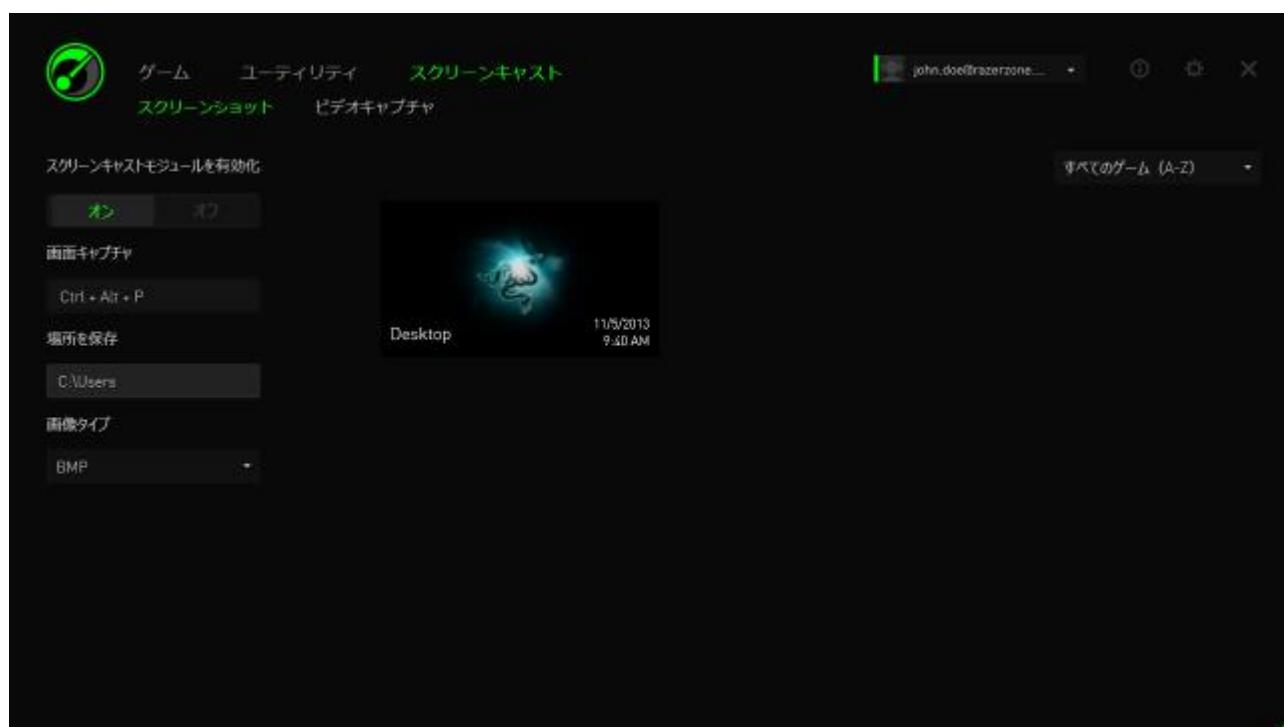 ゲーム ユーティリティ スクリーンキャスト
john.doe@razerzone...
スクリーンショット ビデオキャプチャ
スクリーンキャストモジュールを有効化
すべてのゲーム (A-Z)
オン オフ
画面キャプチャ
Ctrl + Alt + P
場所を保存
C:\Users
画像タイプ
BMP
Desktop
11/5/2013
9:40 AM